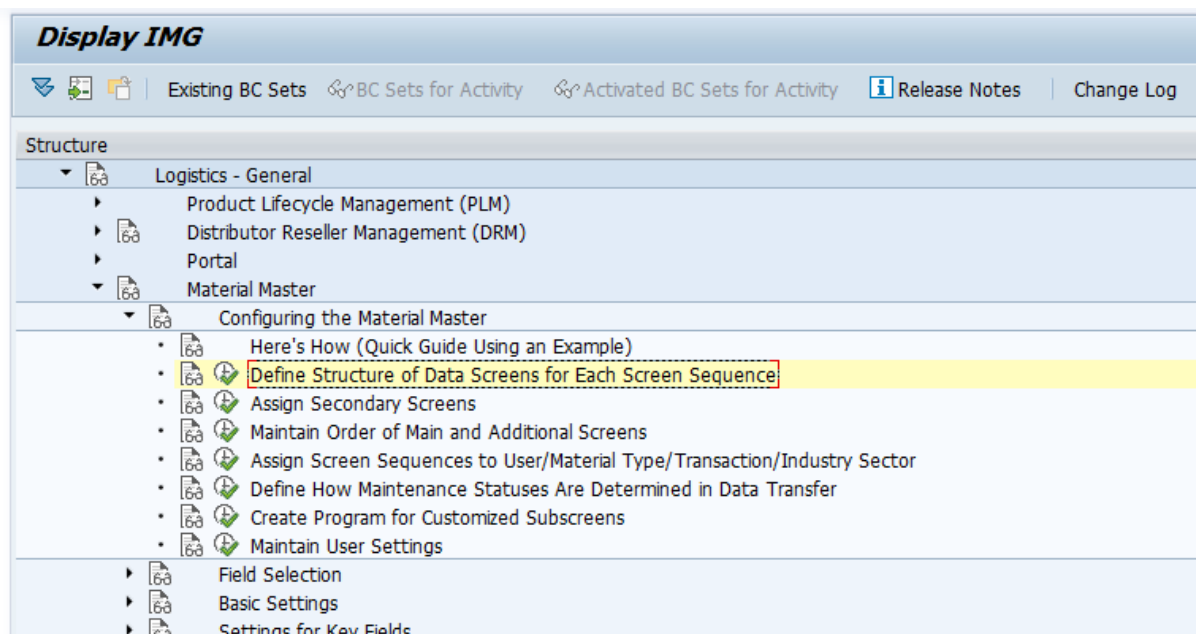 Display IMG
Existing BC Sets BC Sets for Activity Activated BC Sets for Activity Release Notes Change Log
Structure
Logistics - General
Product Lifecycle Management (PLM)
Distributor Reseller Management (DRM)
Portal
Material Master
Configuring the Material Master
Here's How (Quick Guide Using an Example)
Define Structure of Data Screens for Each Screen Sequence
Assign Secondary Screens
Maintain Order of Main and Additional Screens
Assign Screen Sequences to User/Material Type/Transaction/Industry Sector
Define How Maintenance Statuses Are Determined in Data Transfer
Create Program for Customized Subscreens
Maintain User Settings
Field Selection
Basic Settings
Settings for Key Fields